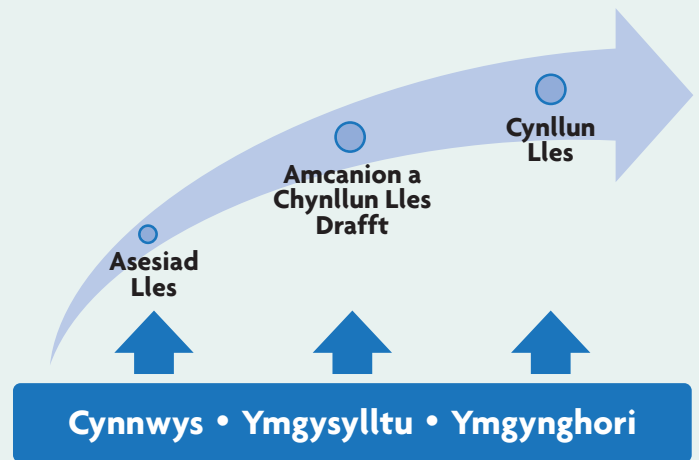 Asesiad
Lles
Amcanion a
Chynllun Lles
Drafft
Cynllun
Lles
Cynnwys • Ymgysylltu • Ymgynghori